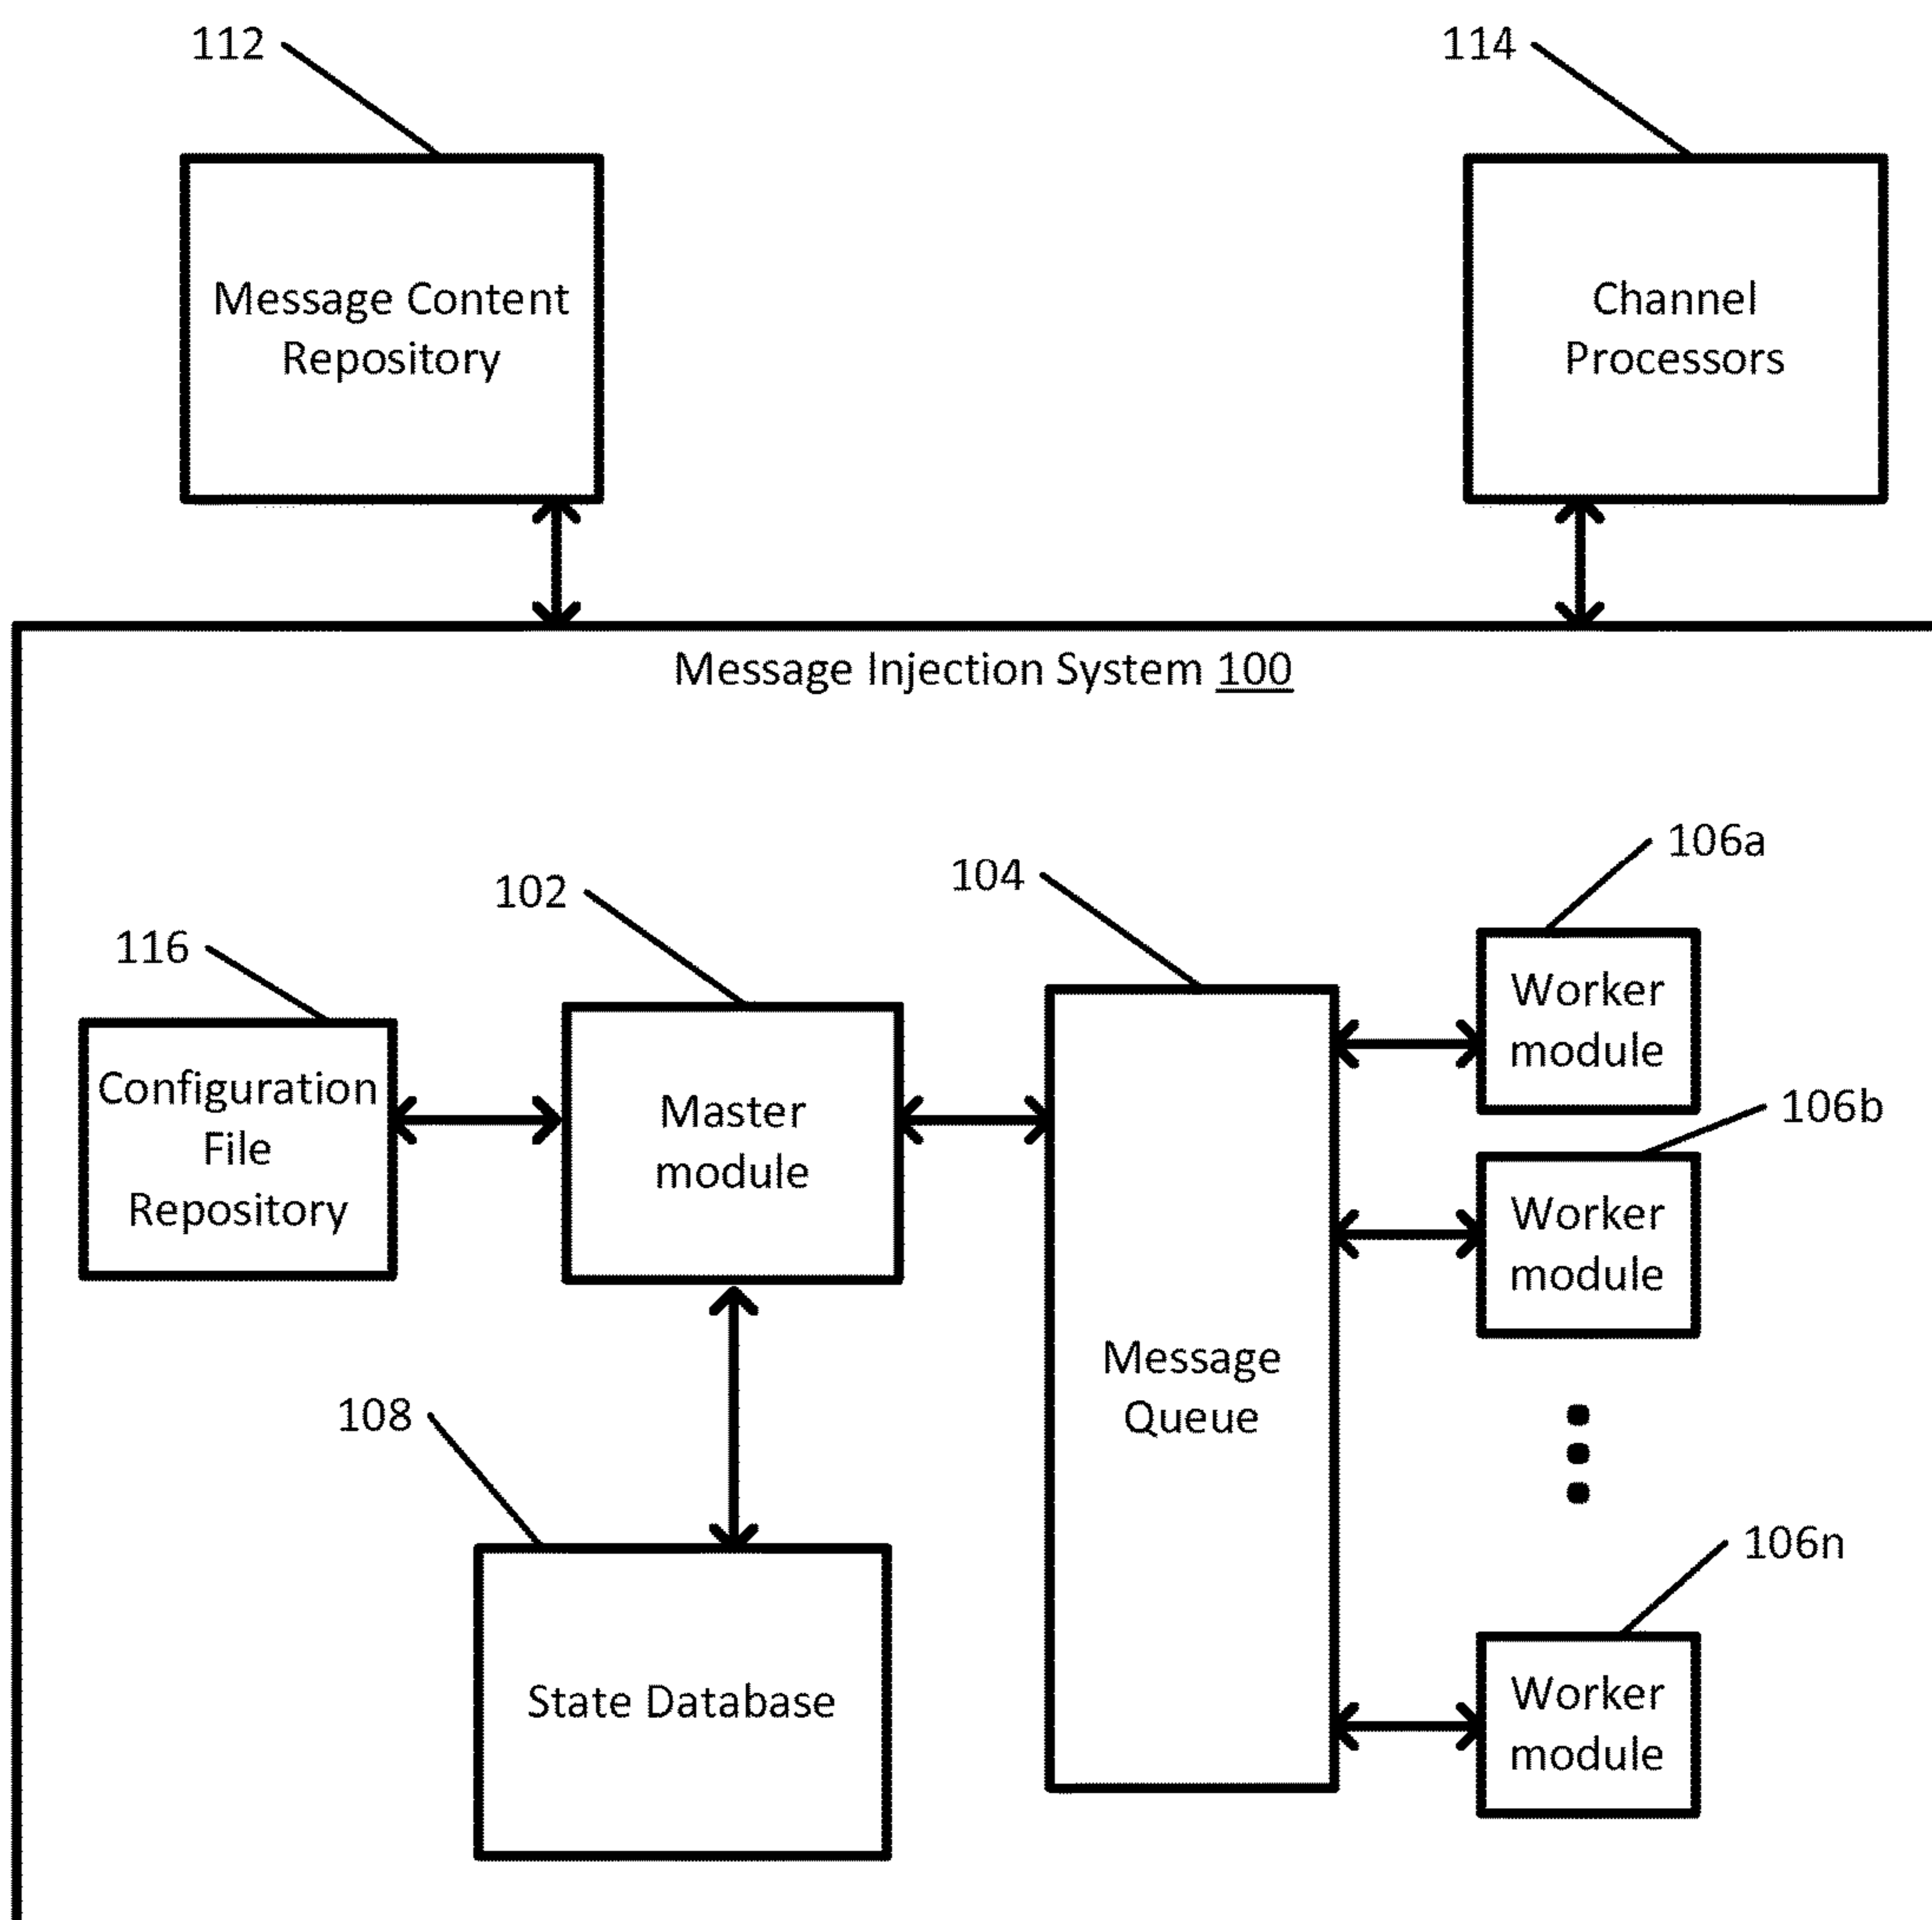 112
114
Message Content
Repository
Channel
Processors
Message Injection System 100
106a
104
102
116
Worker
module
Configuration
File
Repository
Master
module
106b
Worker
module
Message
Queue
108
106n
State Database
Worker
module